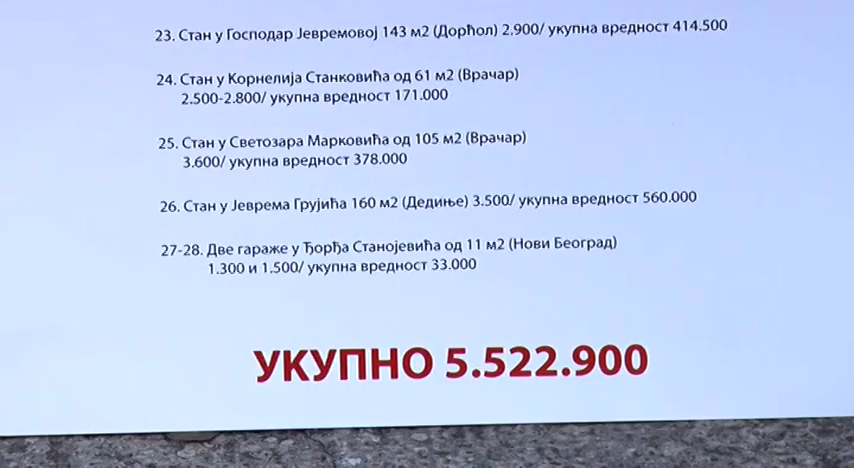 23. Стан у Господар Јевремовој 143 м2 (Дорћол) 2.900/ укупна вредност 414.500
24. Стан у Корнелија Станковића од 61 м2 (Врачар)
2.500-2.800/ укупна вредност 171.000
25. Стан у Светозара Марковића од 105 м2 (Врачар)
3.600/ укупна вредност 378.000
26. Стан у Јеврема Грујића 160 м2 (Дедиње) 3.500/ укупна вредност 560.000
27-28. Две гараже у Ђорђа Станојевића од 11 м2 (Нови Београд)
1.300 и 1.500/ укупна вредност 33.000
УКУПНО 5.522.900